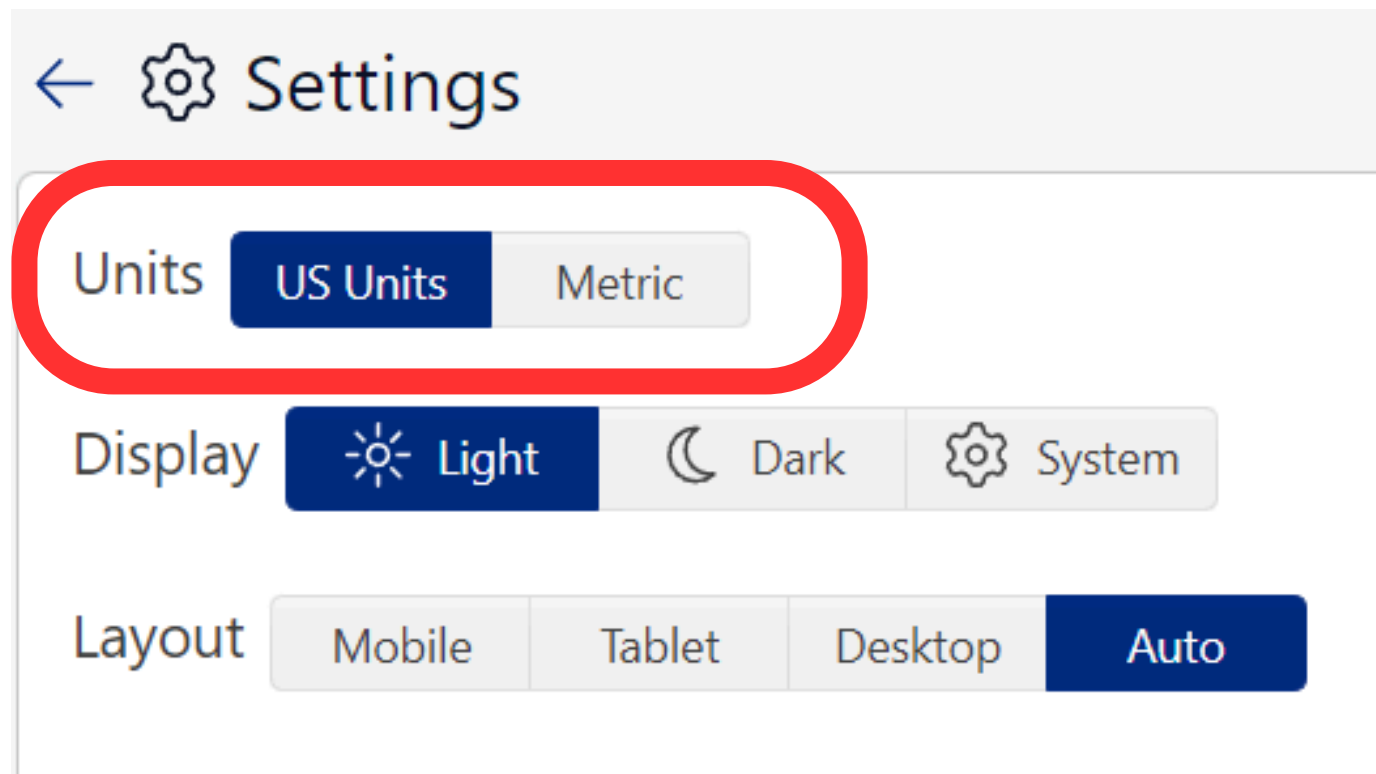 Settings
Units US Units Metric
Display Light Dark System
Layout Mobile Tablet Desktop Auto